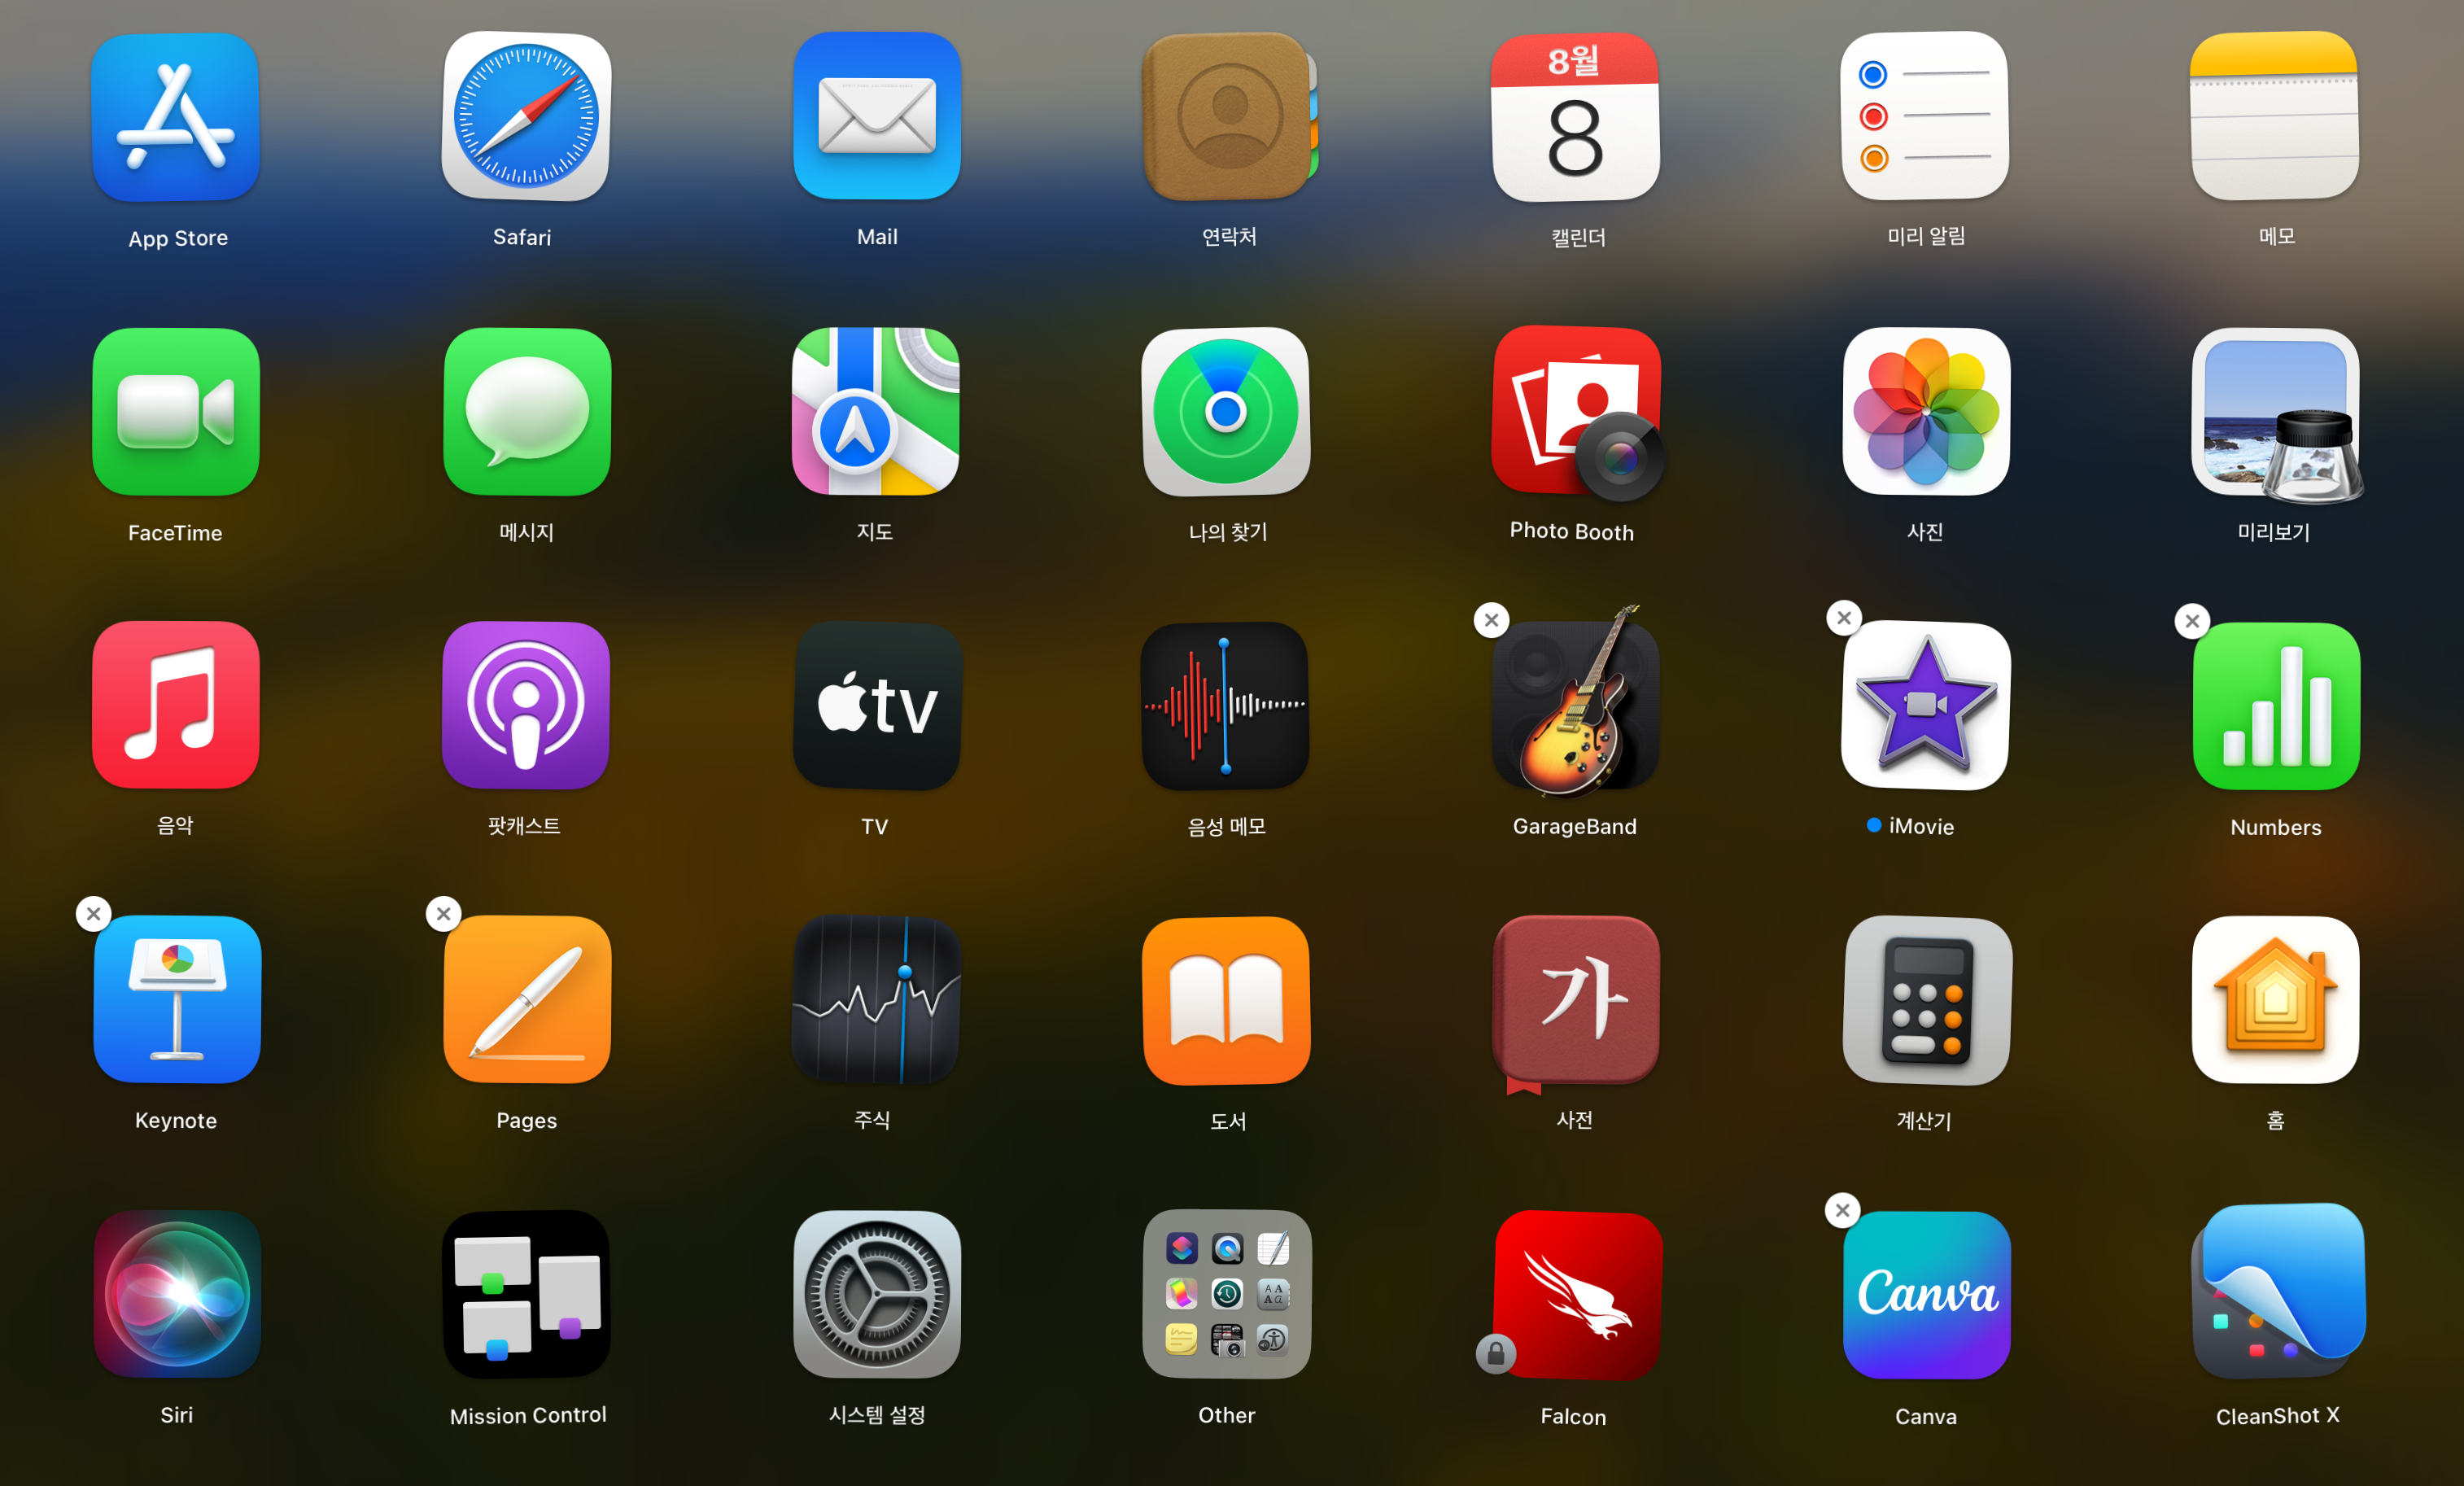 8월
8
App Store
Safari
Mail
연락처
캘린더
미리 알림
메모
FaceTime
메시지
지도
나의 찾기
Photo Booth
사진
미리보기
tv
음악
팟캐스트
TV
음성 메모
GarageBand
iMovie
Numbers
가
Keynote
Pages
주식
도서
사전
계산기
홈
Canva
Siri
Mission Control
시스템 설정
Other
Falcon
Canva
CleanShot X